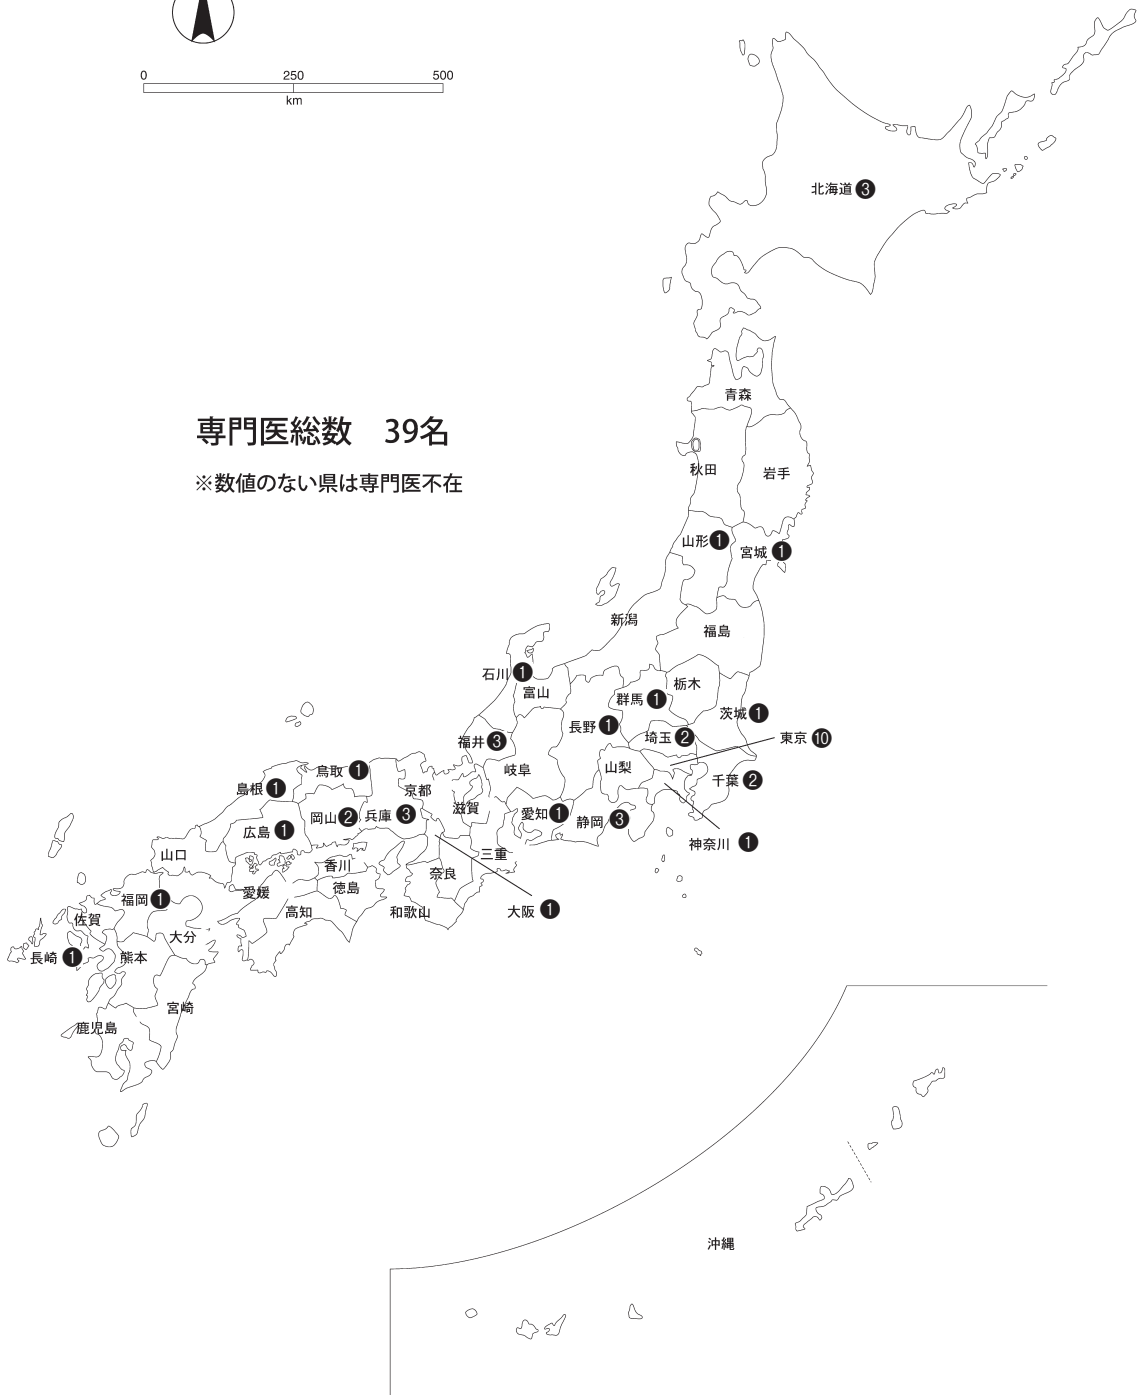 0 250 500
km
北海道 3
青森
専門医総数　39名
秋田
岩手
※数値のない県は専門医不在
山形 1
宮城 1
新潟
福島
石川 1
富山
栃木
群馬 1
茨城 1
長野 1
埼玉 2
東京 10
福井 3
岐阜
山梨
鳥取 1
千葉 2
島根 1
京都
滋賀
岡山 2
兵庫 3
愛知 1
静岡 3
広島 1
神奈川 1
山口
三重
香川
奈良
徳島
愛媛
福岡 1
高知
和歌山
大阪 1
佐賀
大分
長崎 1
熊本
宮崎
鹿児島
沖縄